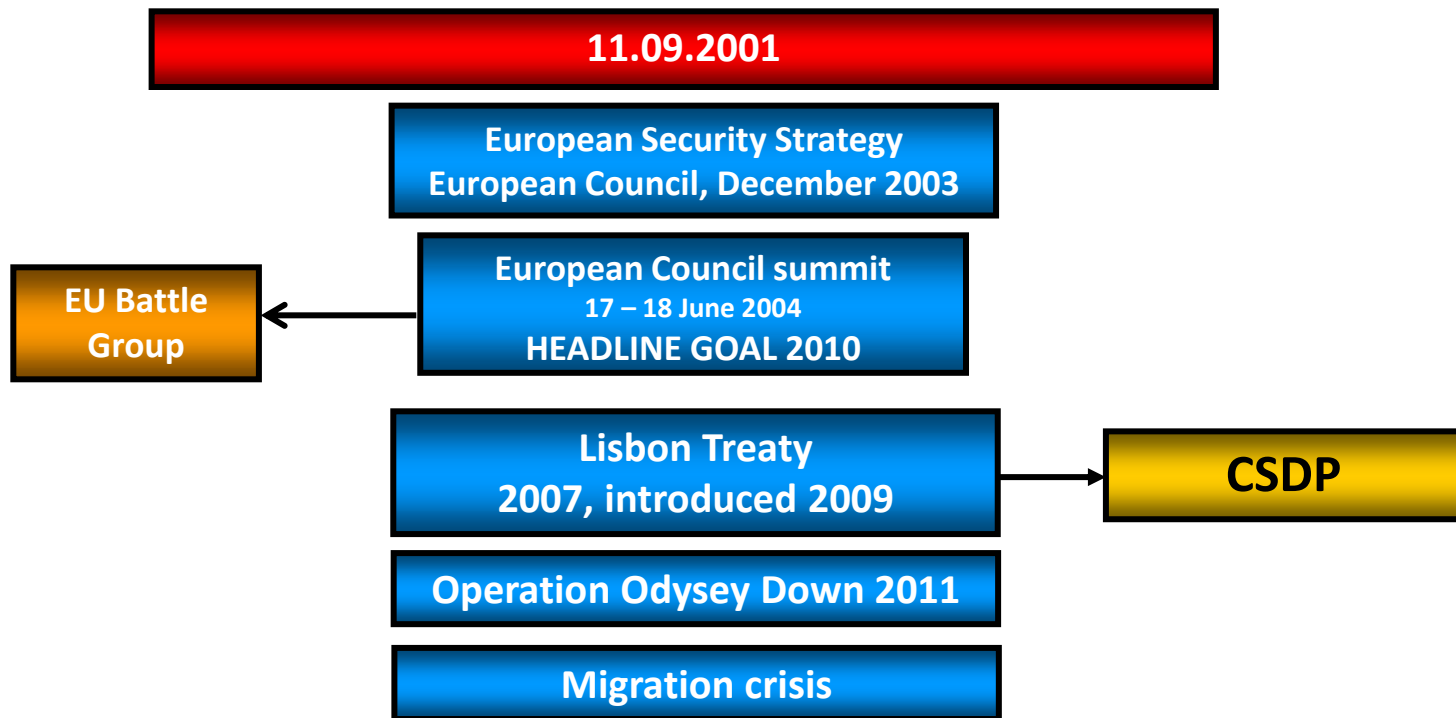 11.09.2001
European Security Strategy
European Council, December 2003
European Council summit
17 – 18 June 2004
HEADLINE GOAL 2010
EU Battle
Group
Lisbon Treaty
2007, introduced 2009
CSDP
Operation Odysey Down 2011
Migration crisis